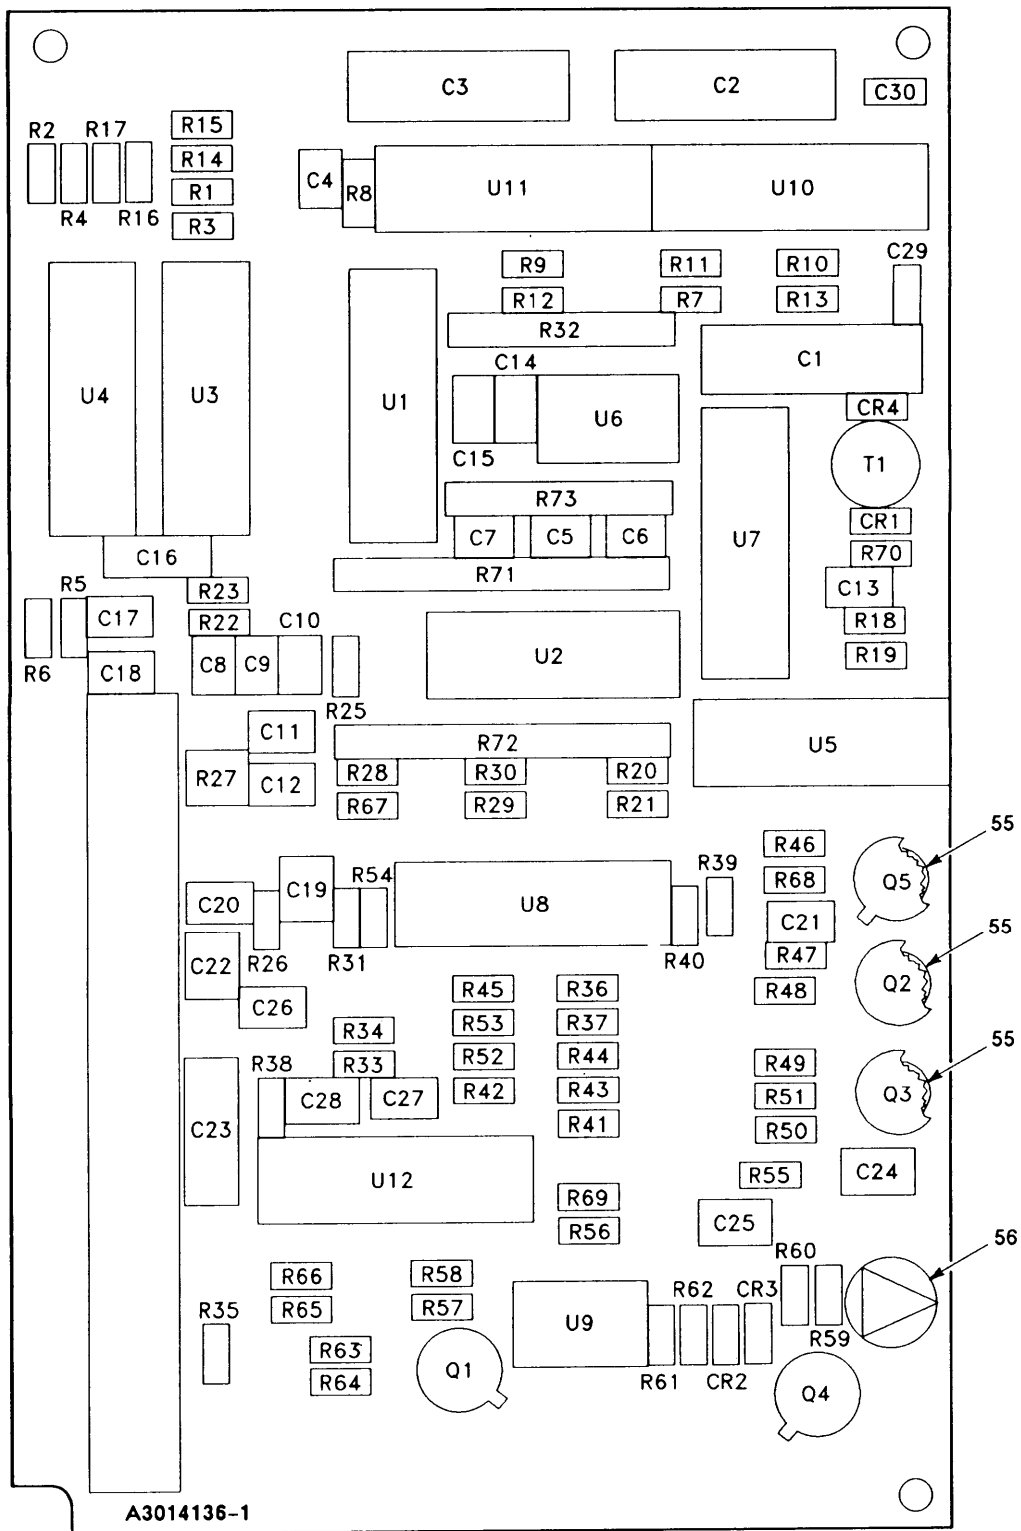 C3 C2 C30
R2 R17 R15
R14
C4 R8 U11 U10
R1
R4 R16 R3
R9 R11 R10 C29
R12 R7 R13
R32
C14 C1
U4 U3 U1 U6 CR4
C15 T1
R73
CR1
C7 C5 C6 U7
C16 R70
R71
R5 R23 C13
C17 R22 C10 R18
R6 C18 C8 C9 U2 R19
R25
C11
R72 U5
R27 C12 R28 R30 R20
R67 R29 R21
55
R46
R39
R54 R68 Q5
C20 C19 U8
C21
55
C22 R26 R31 R40 R47
Q2
R45 R36 R48
C26
R53 R37
R34
55
R52 R44 R49
R38 R33
C28 C27 R42 R43 R51 Q3
C23 R41 R50
U12 R55 C24
R69
C25
R56
56
R60
R66 R58
R62 CR3
R35 R65 R57
U9
R63 R59
Q1 R61 CR2
R64 Q4
A3014136-1